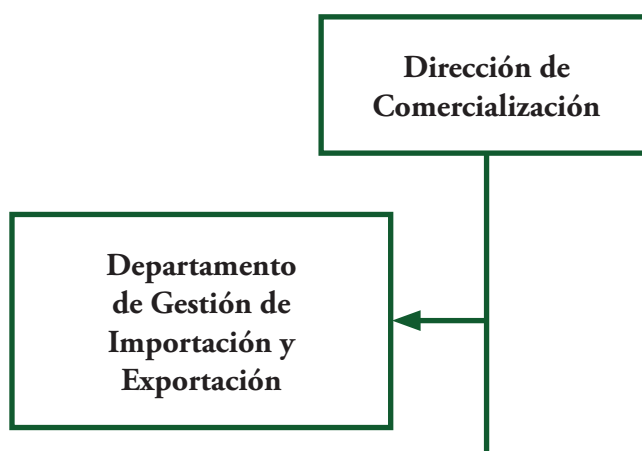 Dirección de
Comercialización
Departamento
de Gestión de
Importación y
Exportación